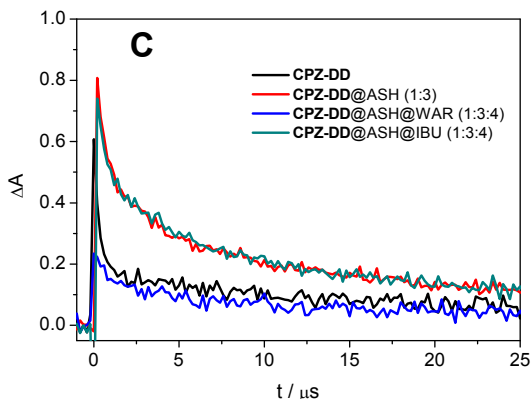 C
CPZ-DD
CPZ-DD@ASH (1:3)
CPZ-DD@ASH@WAR (1:3:4)
CPZ-DD@ASH@IBU (1:3:4)
ΔA
1.0
0.8
0.6
0.4
0.2
0.0
0 5 10 15 20 25
t / μs